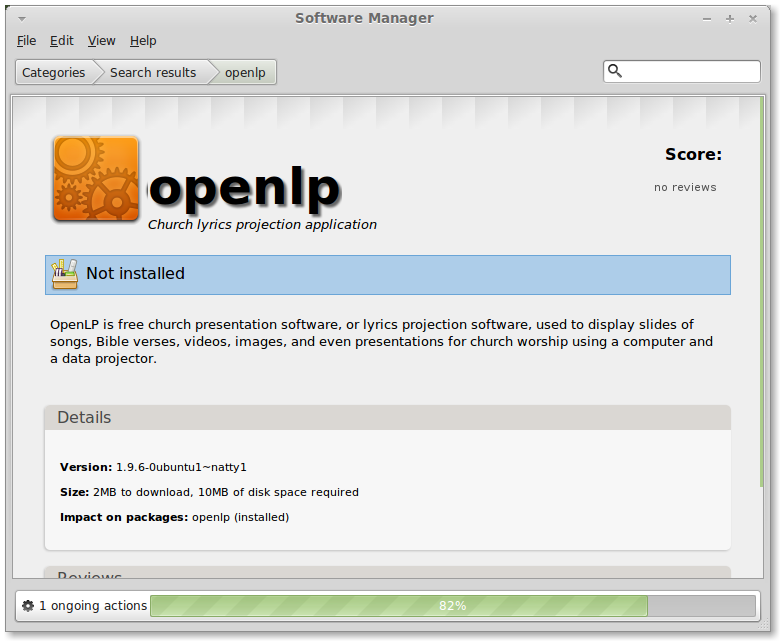 Software Manager
File Edit View Help
Categories Search results openlp
Score:
no reviews
openlp
Church lyrics projection application
Not installed
OpenLP is free church presentation software, or lyrics projection software, used to display slides of
songs, Bible verses, videos, images, and even presentations for church worship using a computer and
a data projector.
Details
Version: 1.9.6-0ubuntu1~natty1
Size: 2MB to download, 10MB of disk space required
Impact on packages: openlp (installed)
Reviews
1 ongoing actions 82%